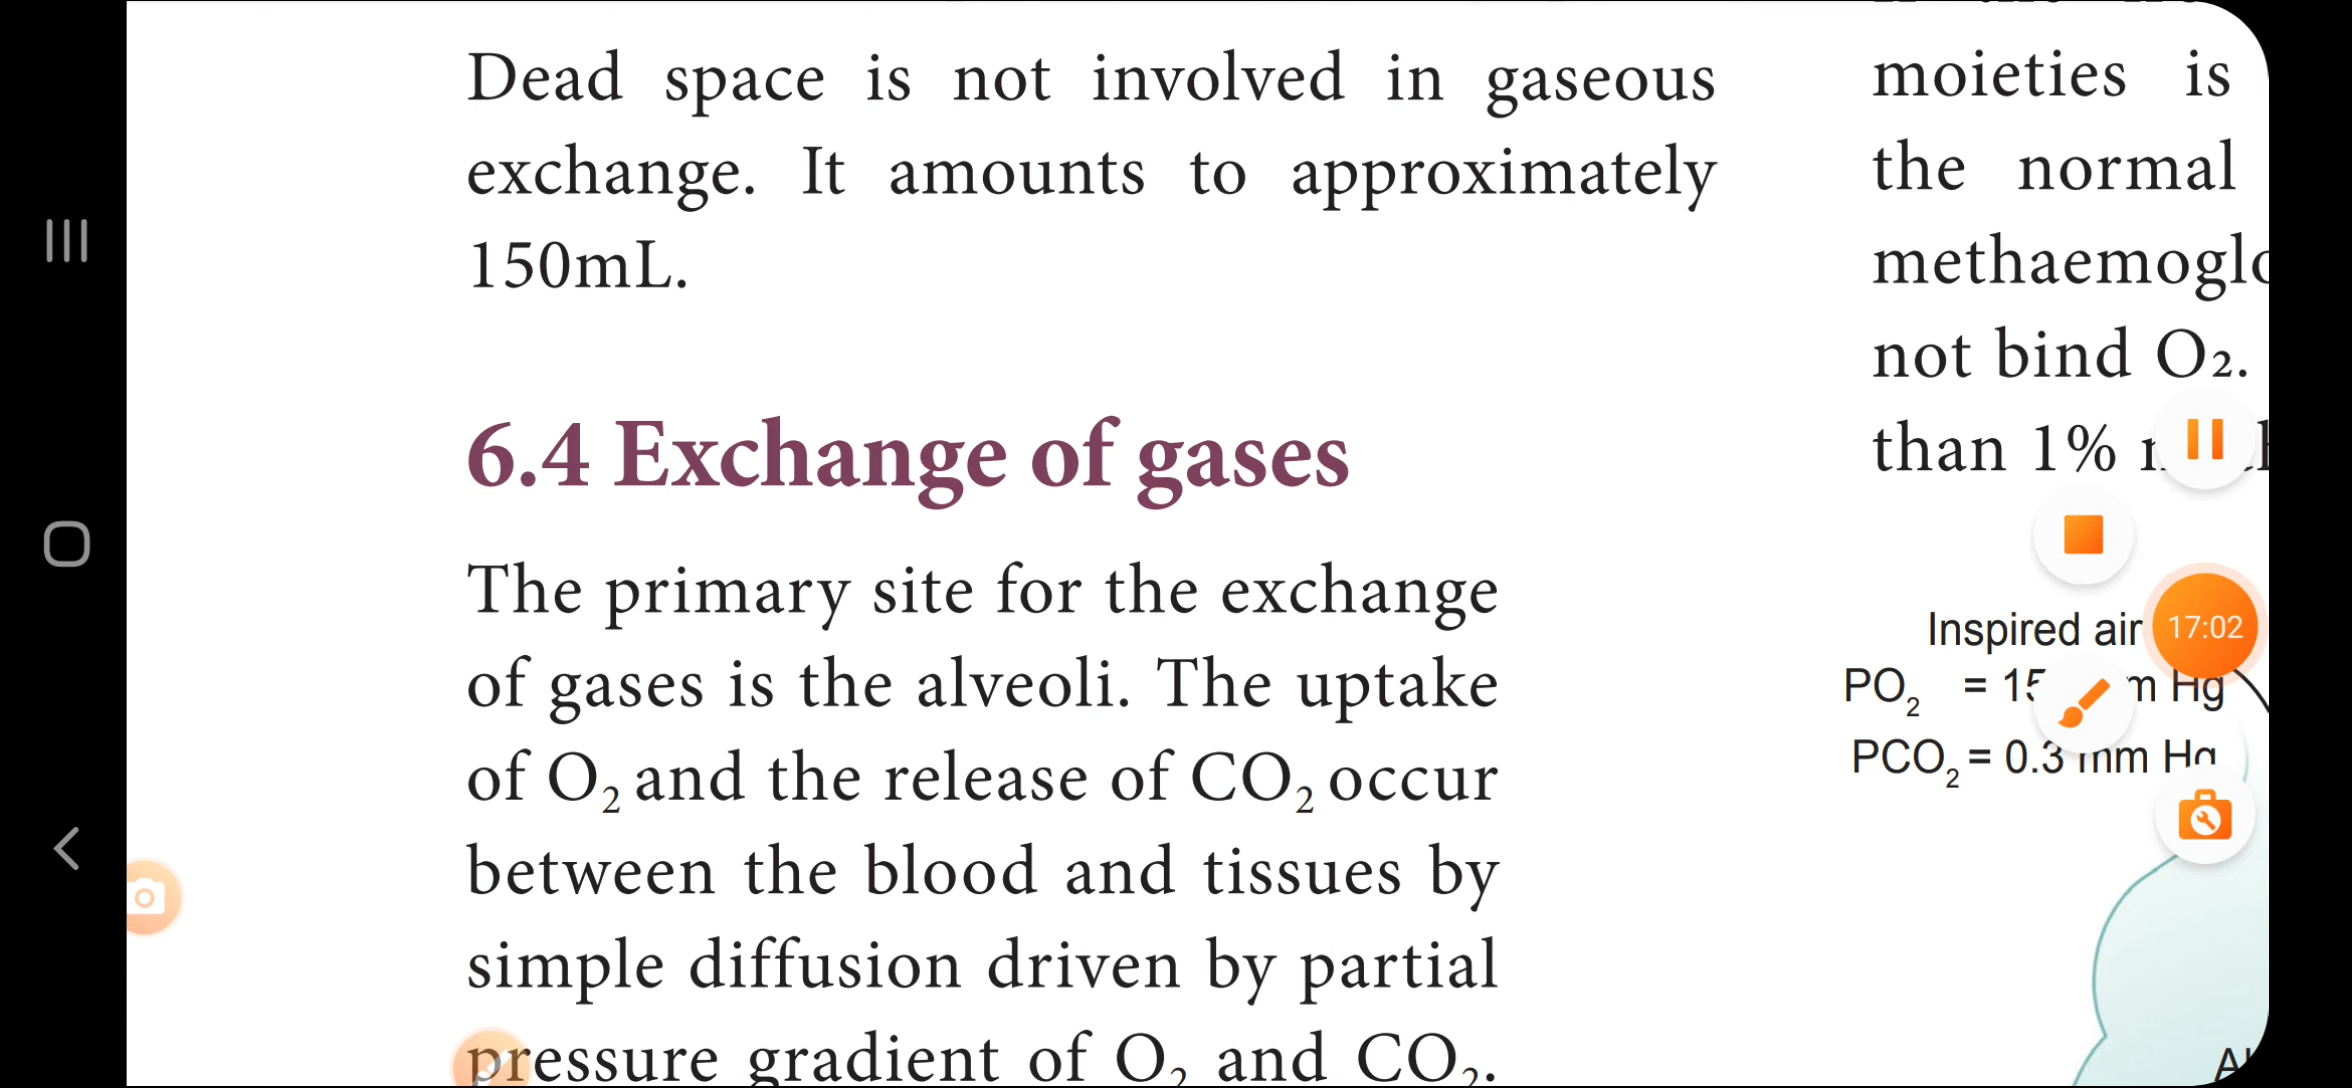 Dead space is not involved in gaseous
exchange. It amounts to approximately
150mL.
6.4 Exchange of gases
The primary site for the exchange
of gases is the alveoli. The uptake
of O₂ and the release of CO₂ occur
between the blood and tissues by
simple diffusion driven by partial
pressure gradient of O₂ and CO₂.
moieties is
the normal
not bind O₂.
than 1%
Inspired air
17:02
PO₂ = Hg
PCO₂ = 0.3 mm Hg